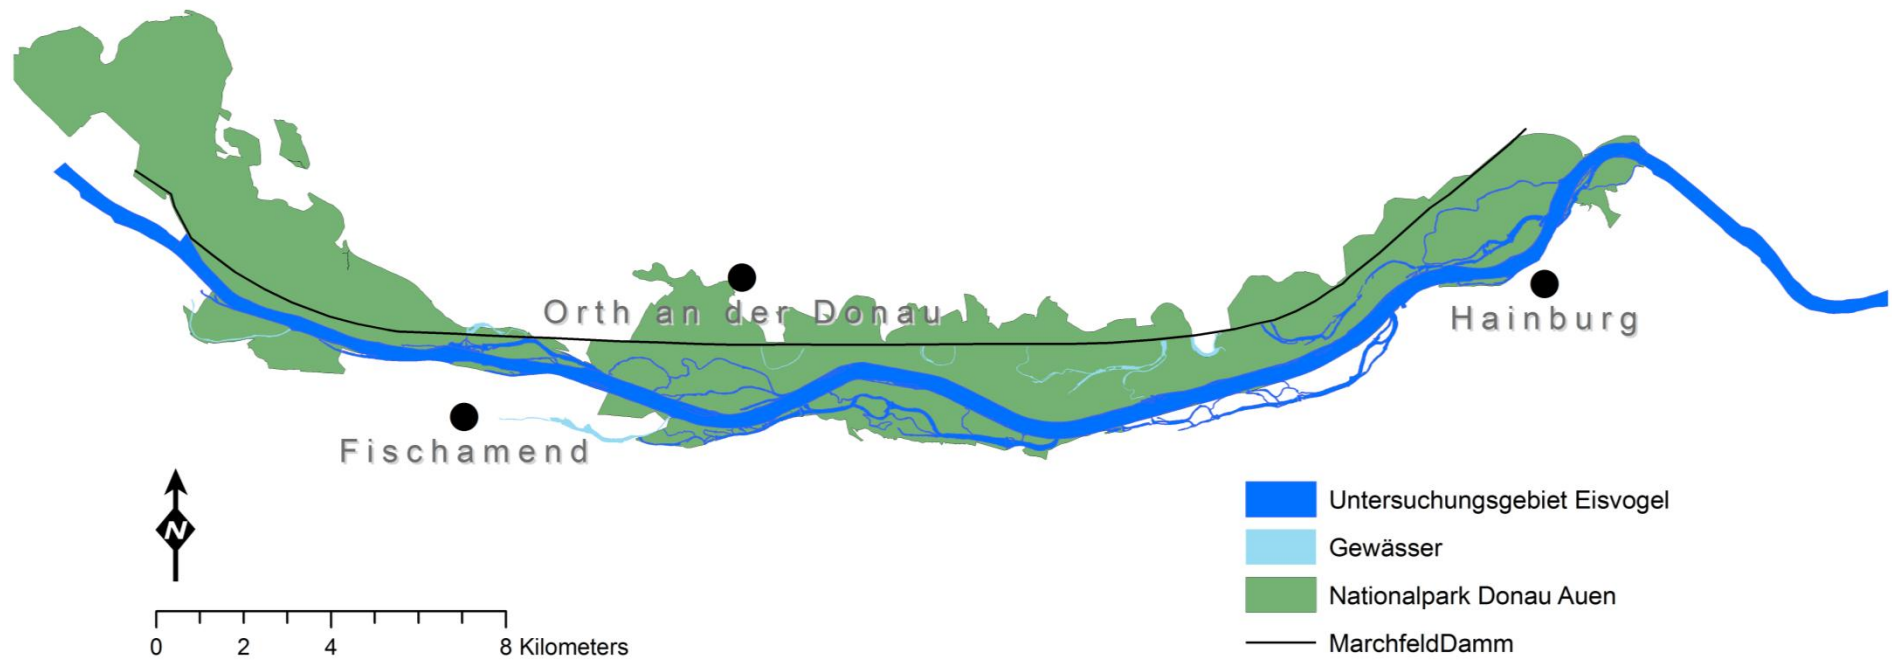 Orth an der Donau
Hainburg
Fischamend
N
0 2 4 8 Kilometers
Untersuchungsgebiet Eisvogel
Gewässer
Nationalpark Donau Auen
MarchfeldDamm